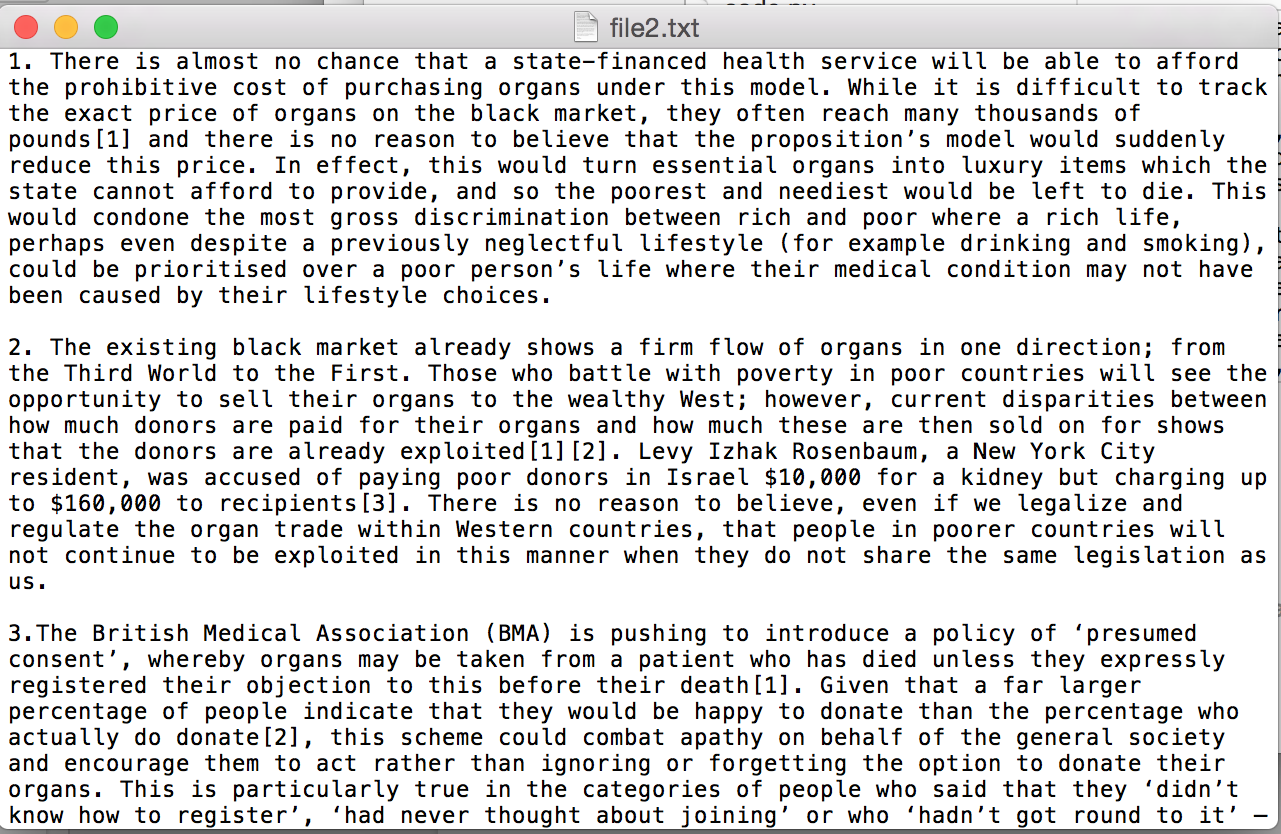 file2.txt
1. There is almost no chance that a state-financed health service will be able to afford
the prohibitive cost of purchasing organs under this model. While it is difficult to track
the exact price of organs on the black market, they often reach many thousands of
pounds[1] and there is no reason to believe that the proposition’s model would suddenly
reduce this price. In effect, this would turn essential organs into luxury items which the
state cannot afford to provide, and so the poorest and neediest would be left to die. This
would condone the most gross discrimination between rich and poor where a rich life,
perhaps even despite a previously neglectful lifestyle (for example drinking and smoking),
could be prioritised over a poor person’s life where their medical condition may not have
been caused by their lifestyle choices.
2. The existing black market already shows a firm flow of organs in one direction; from
the Third World to the First. Those who battle with poverty in poor countries will see the
opportunity to sell their organs to the wealthy West; however, current disparities between
how much donors are paid for their organs and how much these are then sold on for shows
that the donors are already exploited[1][2]. Levy Izhak Rosenbaum, a New York City
resident, was accused of paying poor donors in Israel $10,000 for a kidney but charging up
to $160,000 to recipients[3]. There is no reason to believe, even if we legalize and
regulate the organ trade within Western countries, that people in poorer countries will
not continue to be exploited in this manner when they do not share the same legislation as
us.
3.The British Medical Association (BMA) is pushing to introduce a policy of ‘presumed
consent’, whereby organs may be taken from a patient who has died unless they expressly
registered their objection to this before their death[1]. Given that a far larger
percentage of people indicate that they would be happy to donate than the percentage who
actually do donate[2], this scheme could combat apathy on behalf of the general society
and encourage them to act rather than ignoring or forgetting the option to donate their
organs. This is particularly true in the categories of people who said that they ‘didn’t
know how to register’, ‘had never thought about joining’ or who ‘hadn’t got round to it’ –